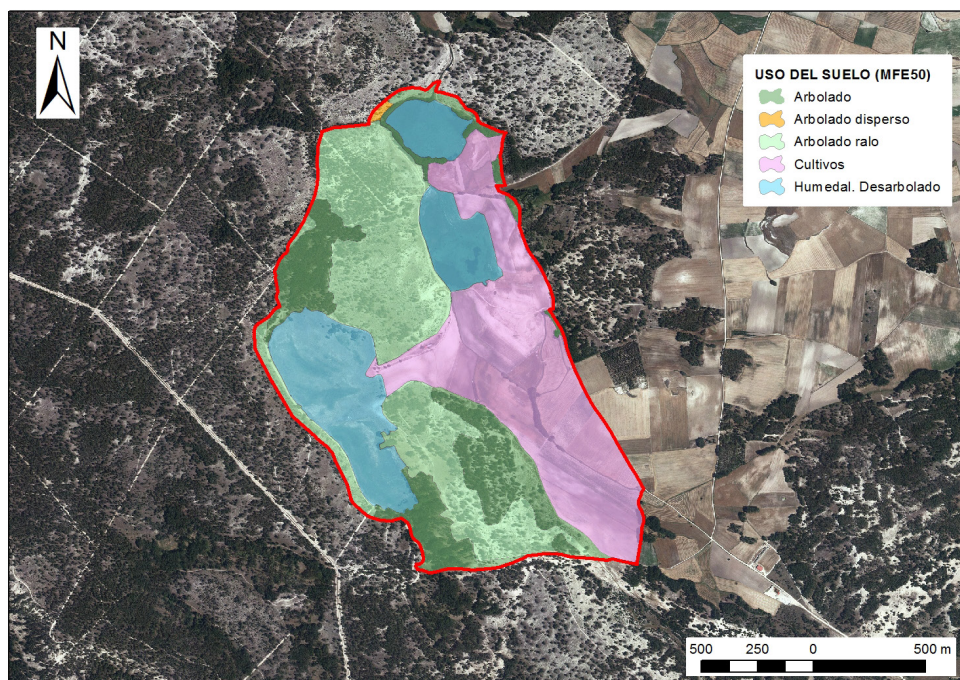 N
USO DEL SUELO (MFE50)
Arbolado
Arbolado disperso
Arbolado ralo
Cultivos
Humedal. Desarbolado
500 250 0 500 m